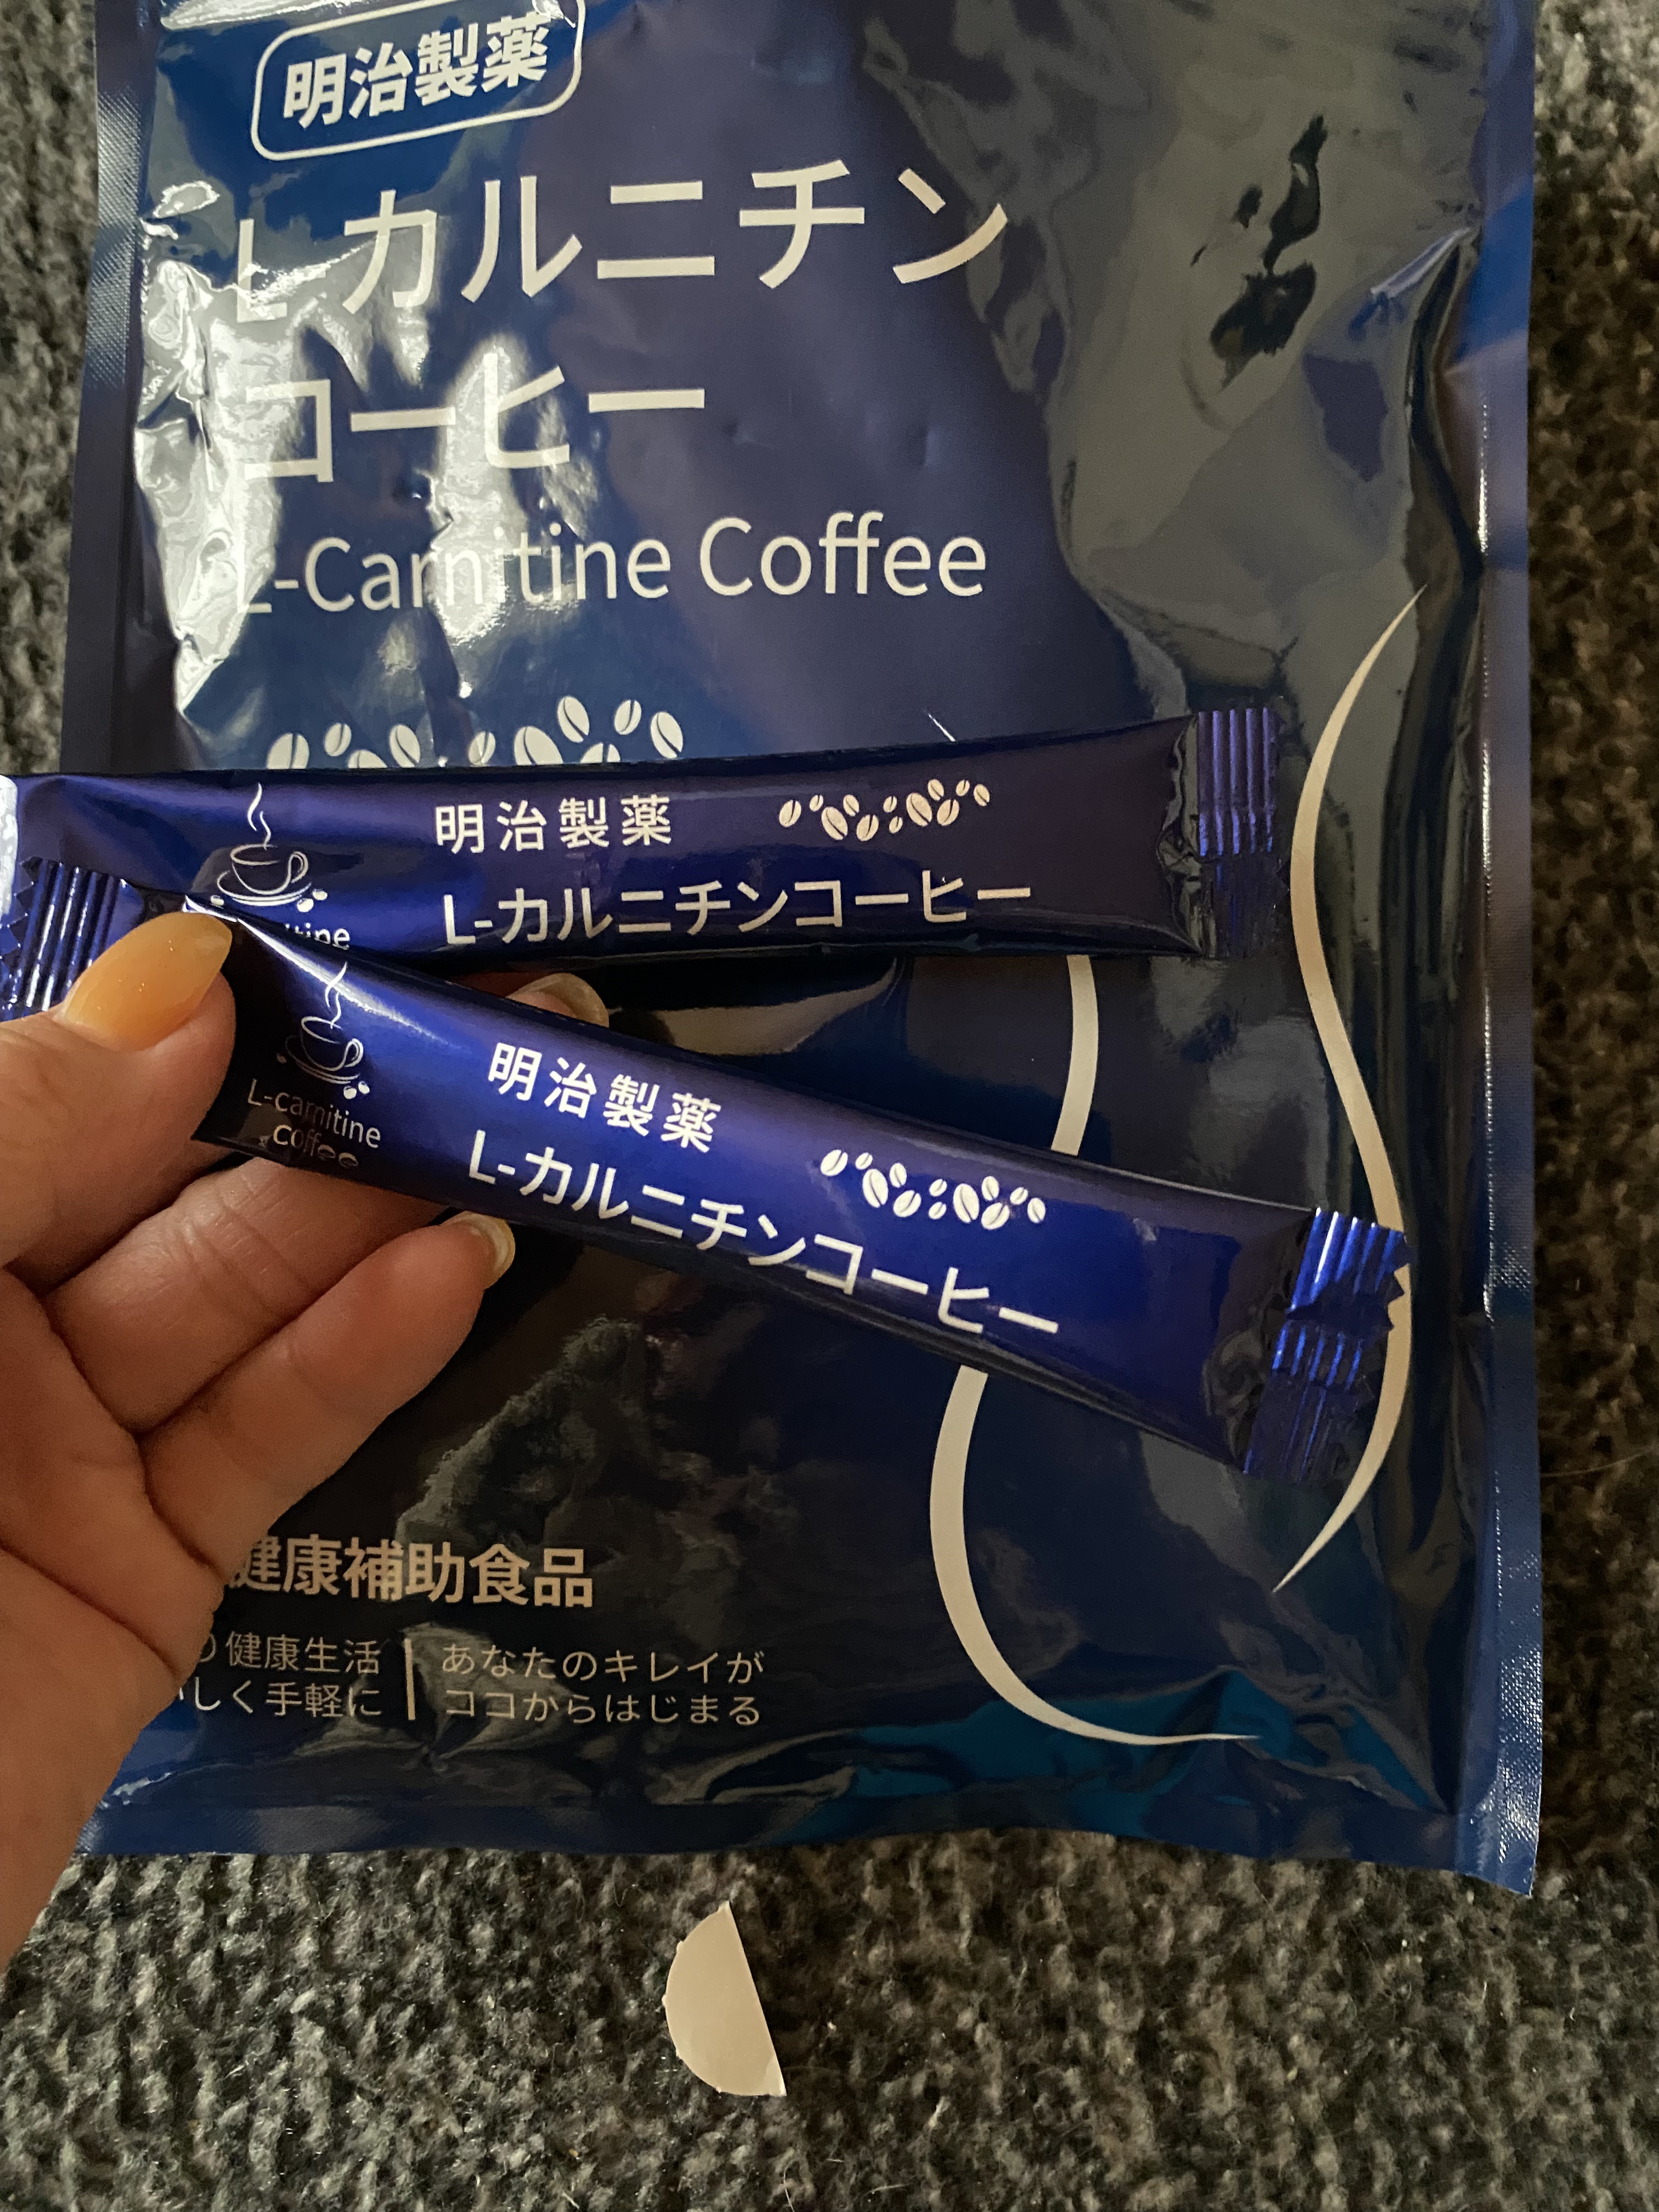 明治製薬
L-カルニチン
コーヒー
L-Carnitine Coffee
明治製薬
L-カルニチンコーヒー
明治製薬
L-カルニチンコーヒー
L-carnitine
coffee
健康補助食品
健康生活
しく手軽に
あなたのキレイが
ココからはじまる